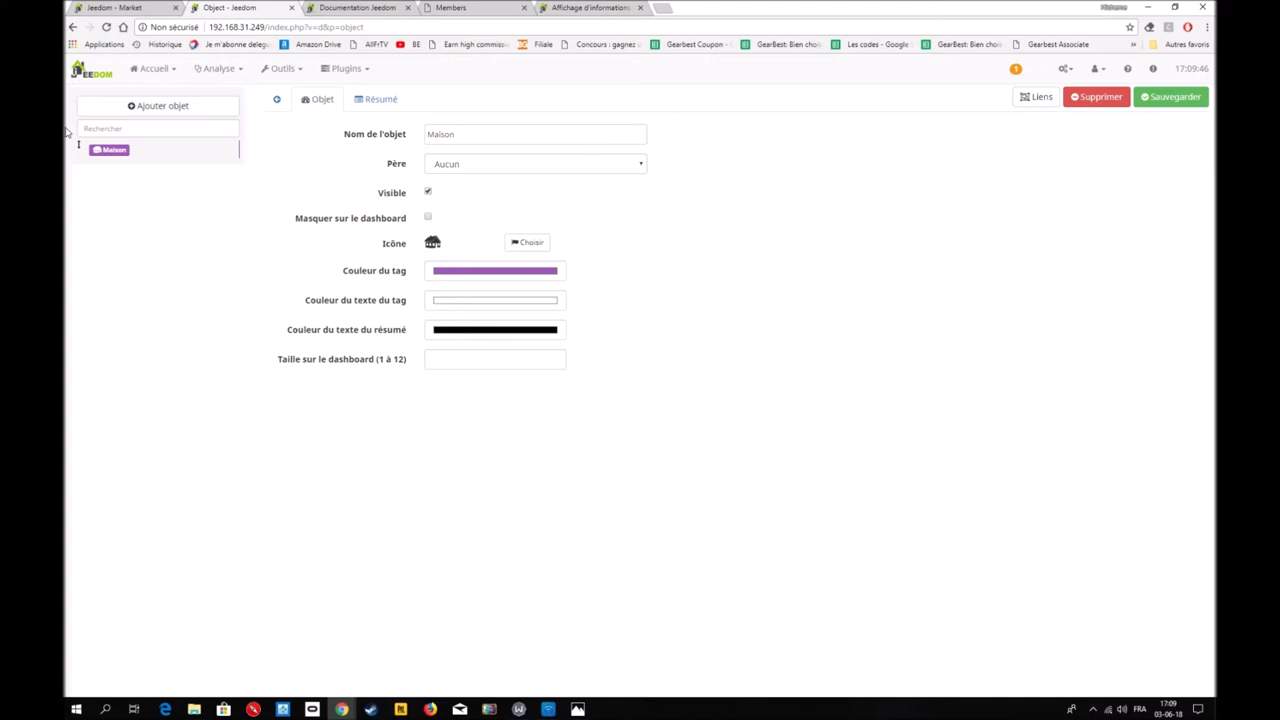 Jeedom - Market
Object - Jeedom
Documentation Jeedom
Members
Affichage d'informations
Non sécurisé
192.168.31.249/index.php?v=d&p=object
Applications
Historique
Je m'abonne deleg
Amazon Drive
AllFrTV
BE
Earn high commissi
Filiale
Concours : gagnez u
Gearbest Coupon -
GearBest: Bien choi
Les codes - Google
GearBest: Bien choi
Gearbest Associate
»
Autres favoris
EEDOM
Accueil
Analyse
Outils
Plugins
1
17:09:46
Ajouter objet
Rechercher
Maison
Objet
Résumé
Liens
Supprimer
Sauvegarder
Nom de l'objet
Maison
Père
Aucun
Visible
Masquer sur le dashboard
Icône
Choisir
Couleur du tag
Couleur du texte du tag
Couleur du texte du résumé
Taille sur le dashboard (1 à 12)
FRA
17:09
03-06-18